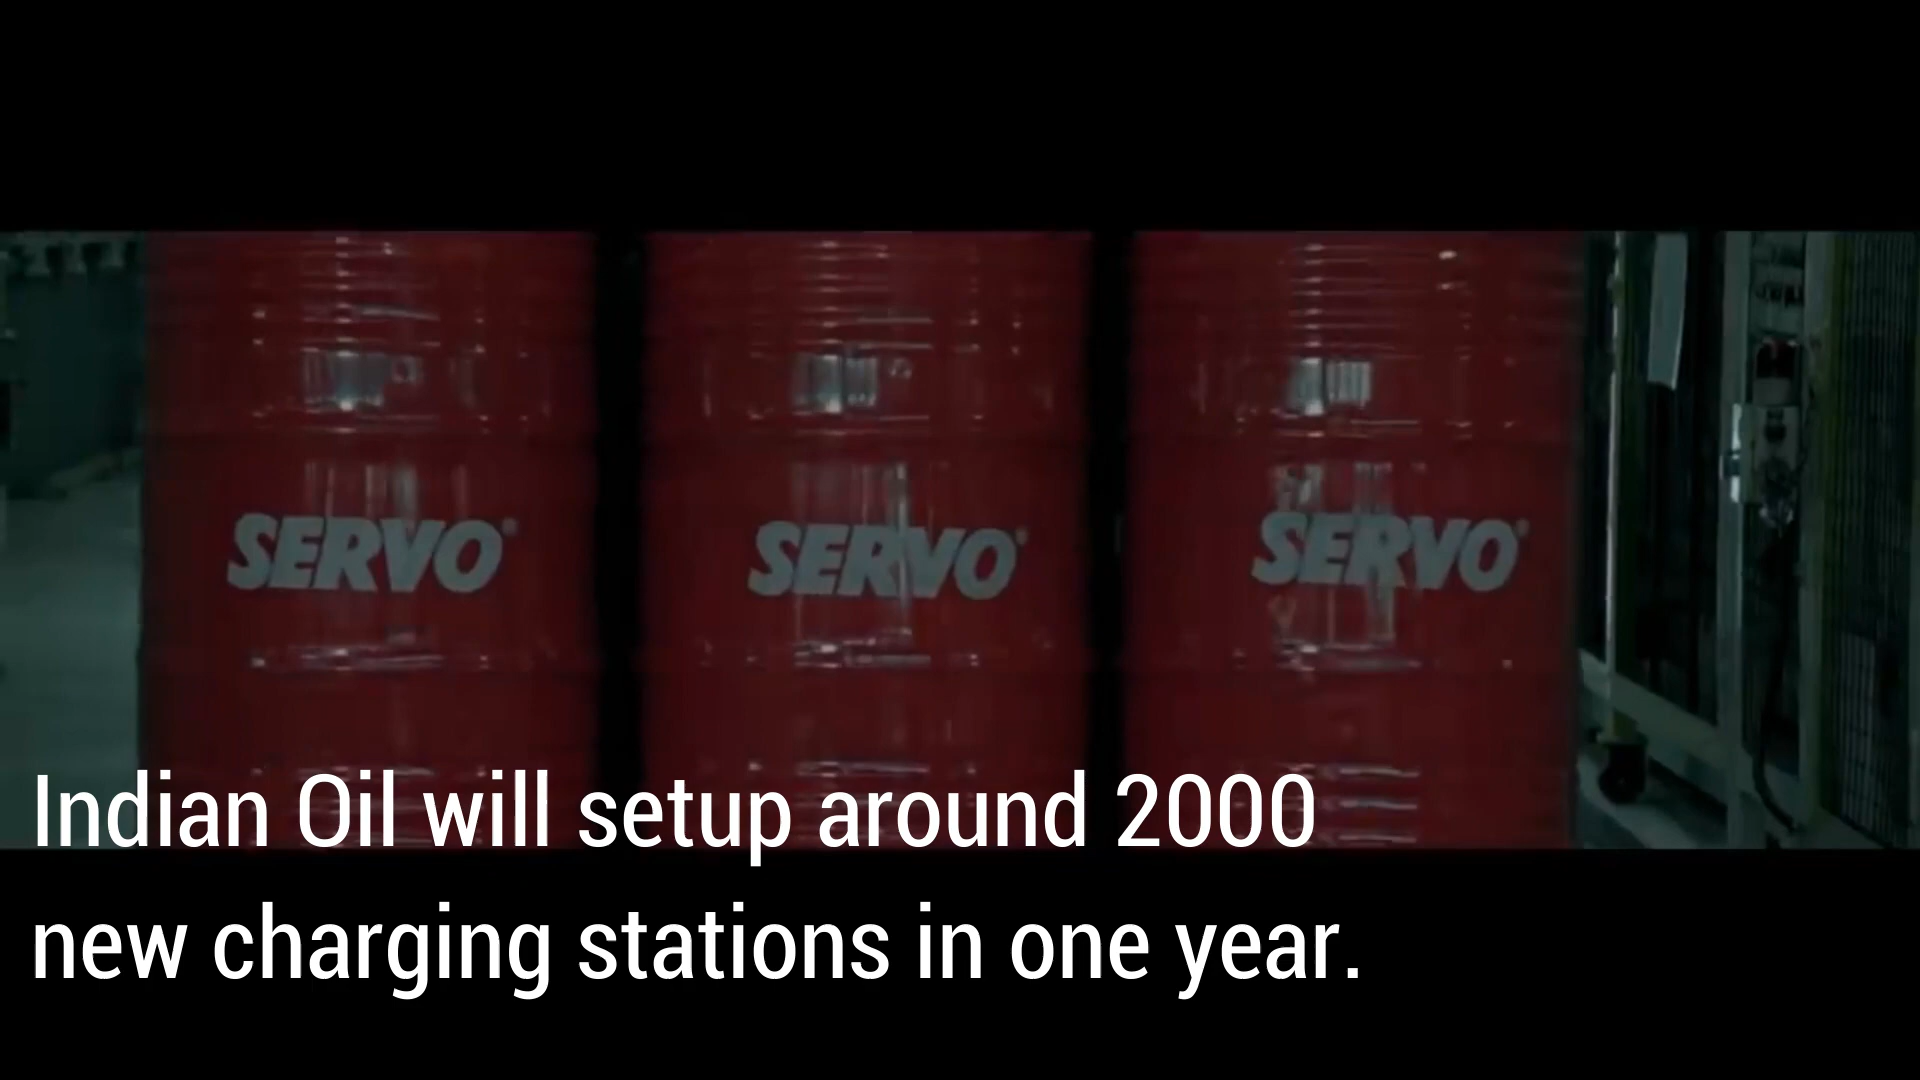 SERVO SERVO SERVO
Indian Oil will setup around 2000
new charging stations in one year.